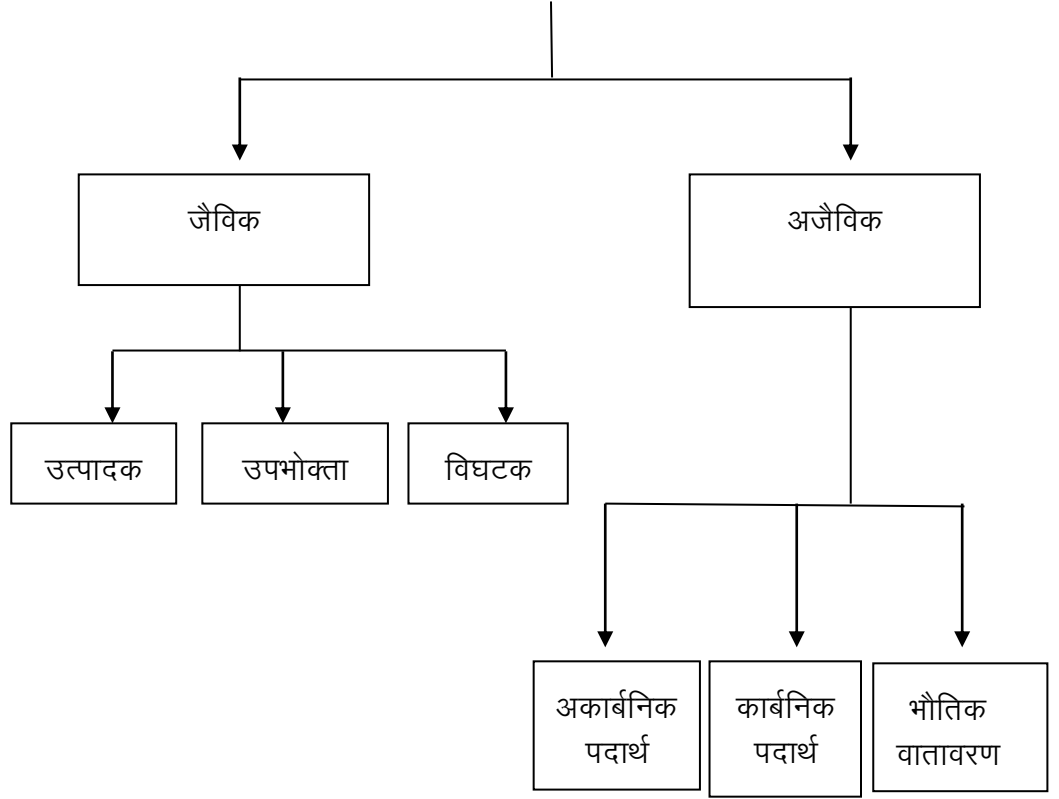 जैविक
अजैविक
उत्पादक
उपभोक्ता
विघटक
अकार्बनिक
पदार्थ
कार्बनिक
पदार्थ
भौतिक
वातावरण